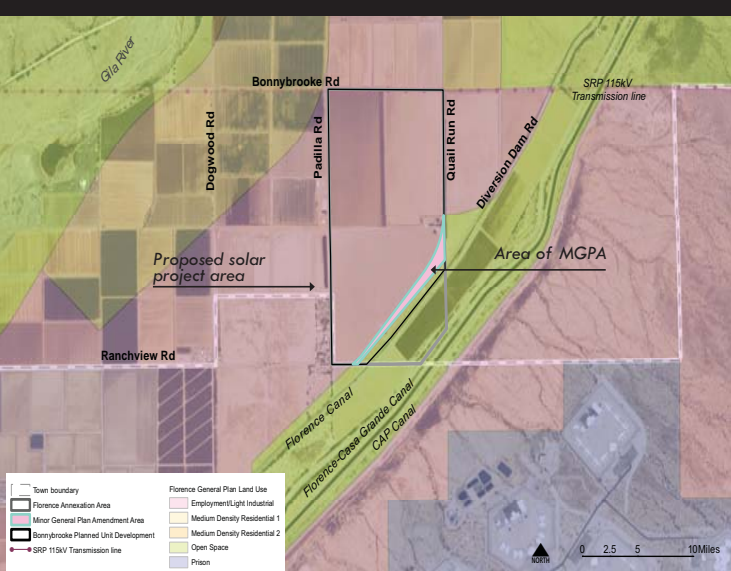 Gila River
SRP 115kV
Transmission line
Bonnybrooke Rd
Dogwood Rd
Padilla Rd
Quail Run Rd
Diversion Dam Rd
Proposed solar
project area
Area of MGPA
Ranchview Rd
Florence Canal
Florence-Casa Grande Canal
CAP Canal
Town boundary
Florence Annexation Area
Minor General Plan Amendment Area
Bonnybrooke Planned Unit Development
SRP 115kV Transmission line
Florence General Plan Land Use
Employment/Light Industrial
Medium Density Residential 1
Medium Density Residential 2
Open Space
Prison
NORTH
0 2.5 5 10 Miles